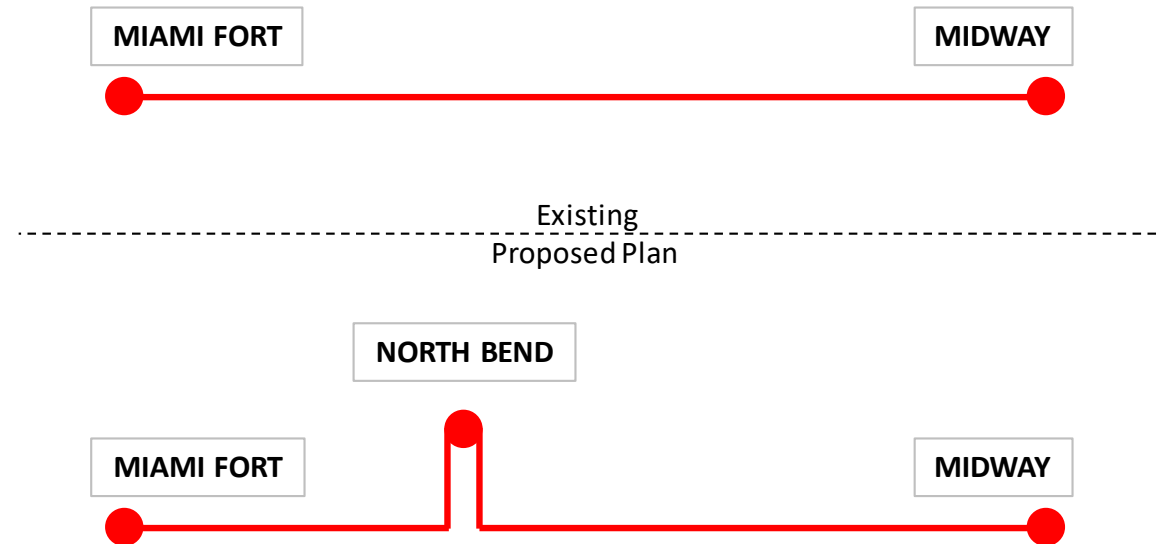 MIAMI FORT
MIDWAY
Existing
Proposed Plan
NORTH BEND
MIAMI FORT
MIDWAY